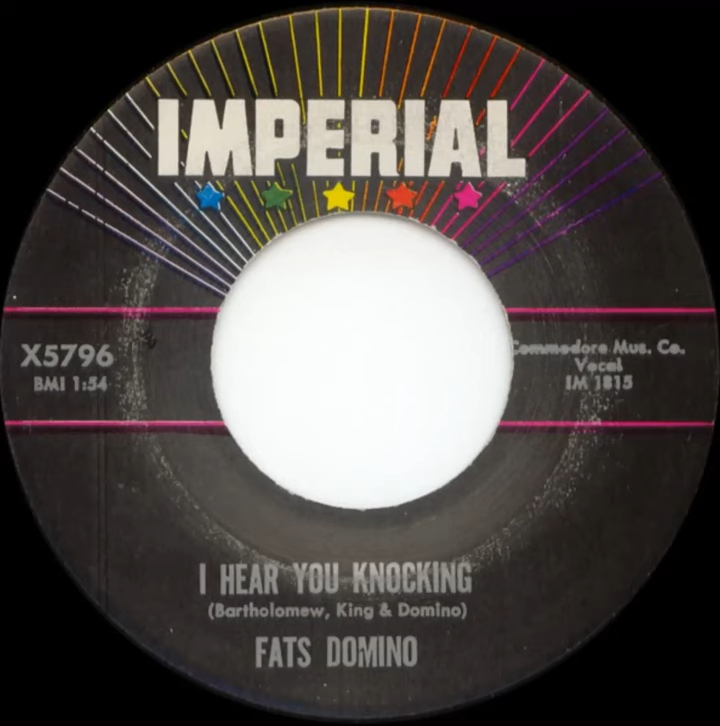 IMPERIAL
X5796
BMI 1:54
Commodore Mus. Co.
Vocal
IM 1815
I HEAR YOU KNOCKING
(Bartholomew, King & Domino)
FATS DOMINO